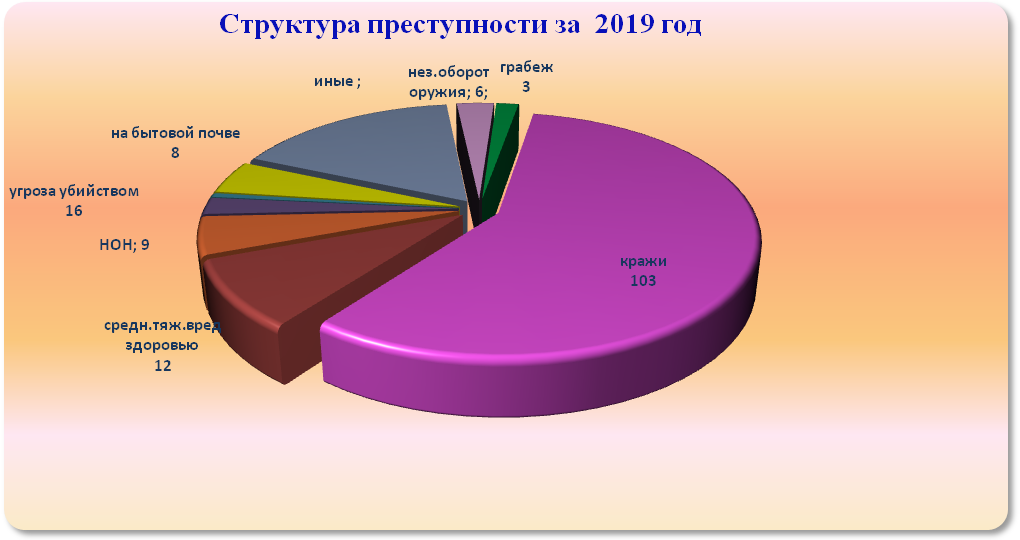 Структура преступности за  2019 год
грабеж
3
нез.оборот
оружия; 6;
иные ;
на бытовой почве
8
угроза убийством
16
НОН; 9
средн.тяж.вред
здоровью
12
кражи
103